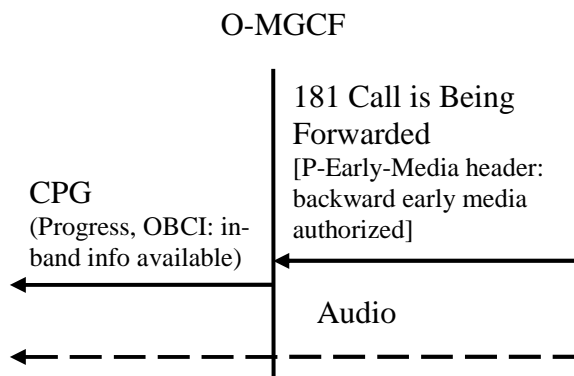 O-MGCF
181 Call is Being
Forwarded
[P-Early-Media header:
backward early media
authorized]
CPG
(Progress, OBCI: in-
band info available)
Audio